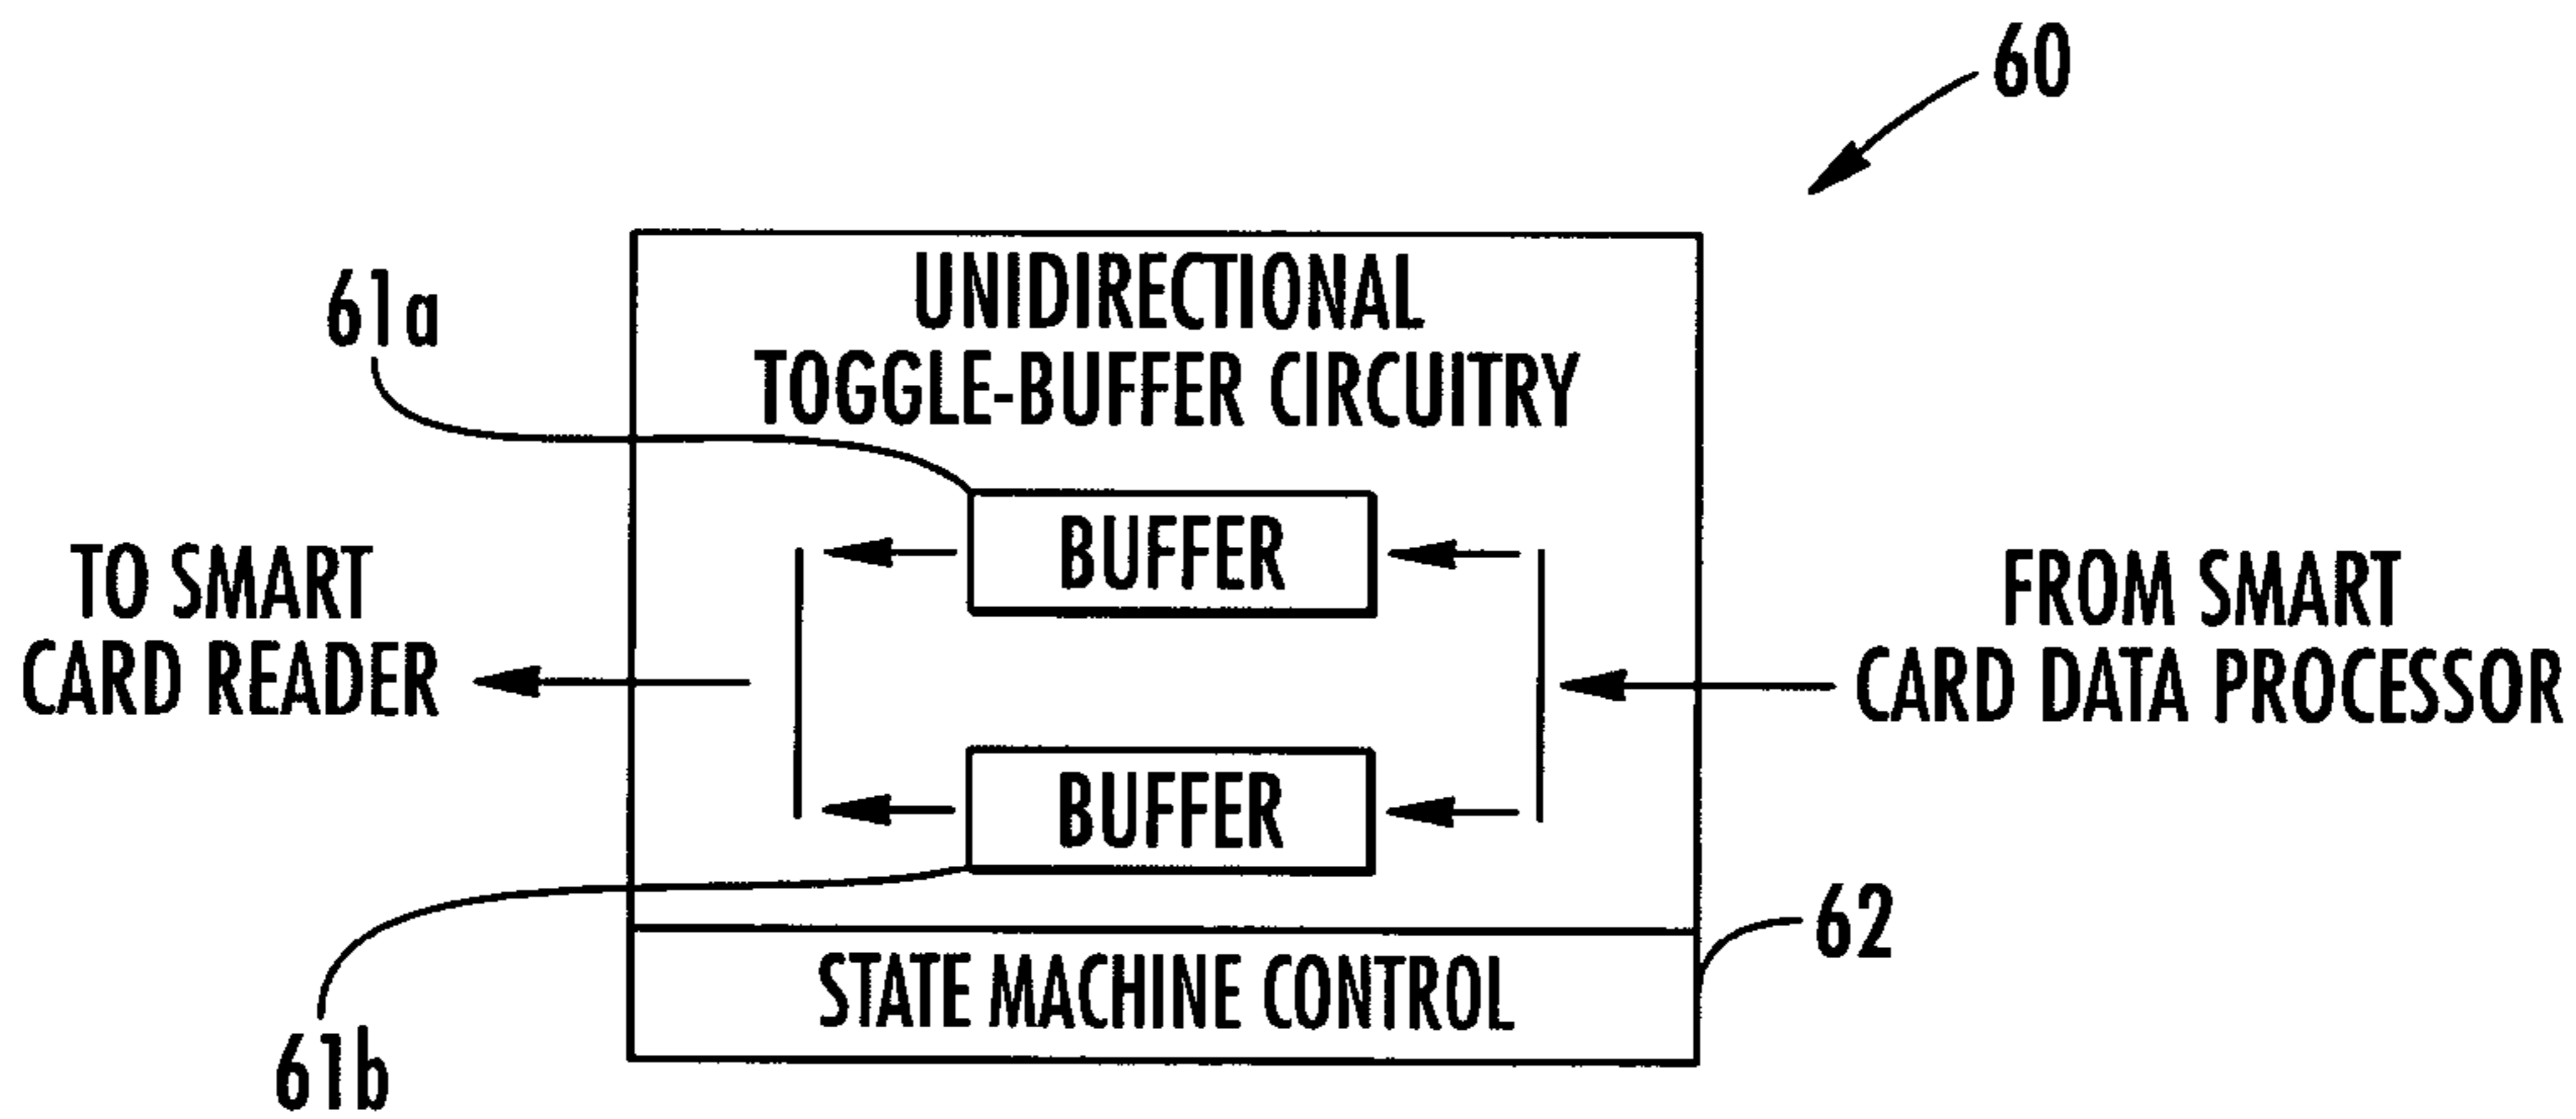 60
UNIDIRECTIONAL
TOGGLE-BUFFER CIRCUITRY
61a
BUFFER
TO SMART
CARD READER
FROM SMART
CARD DATA PROCESSOR
BUFFER
62
STATE MACHINE CONTROL
61b